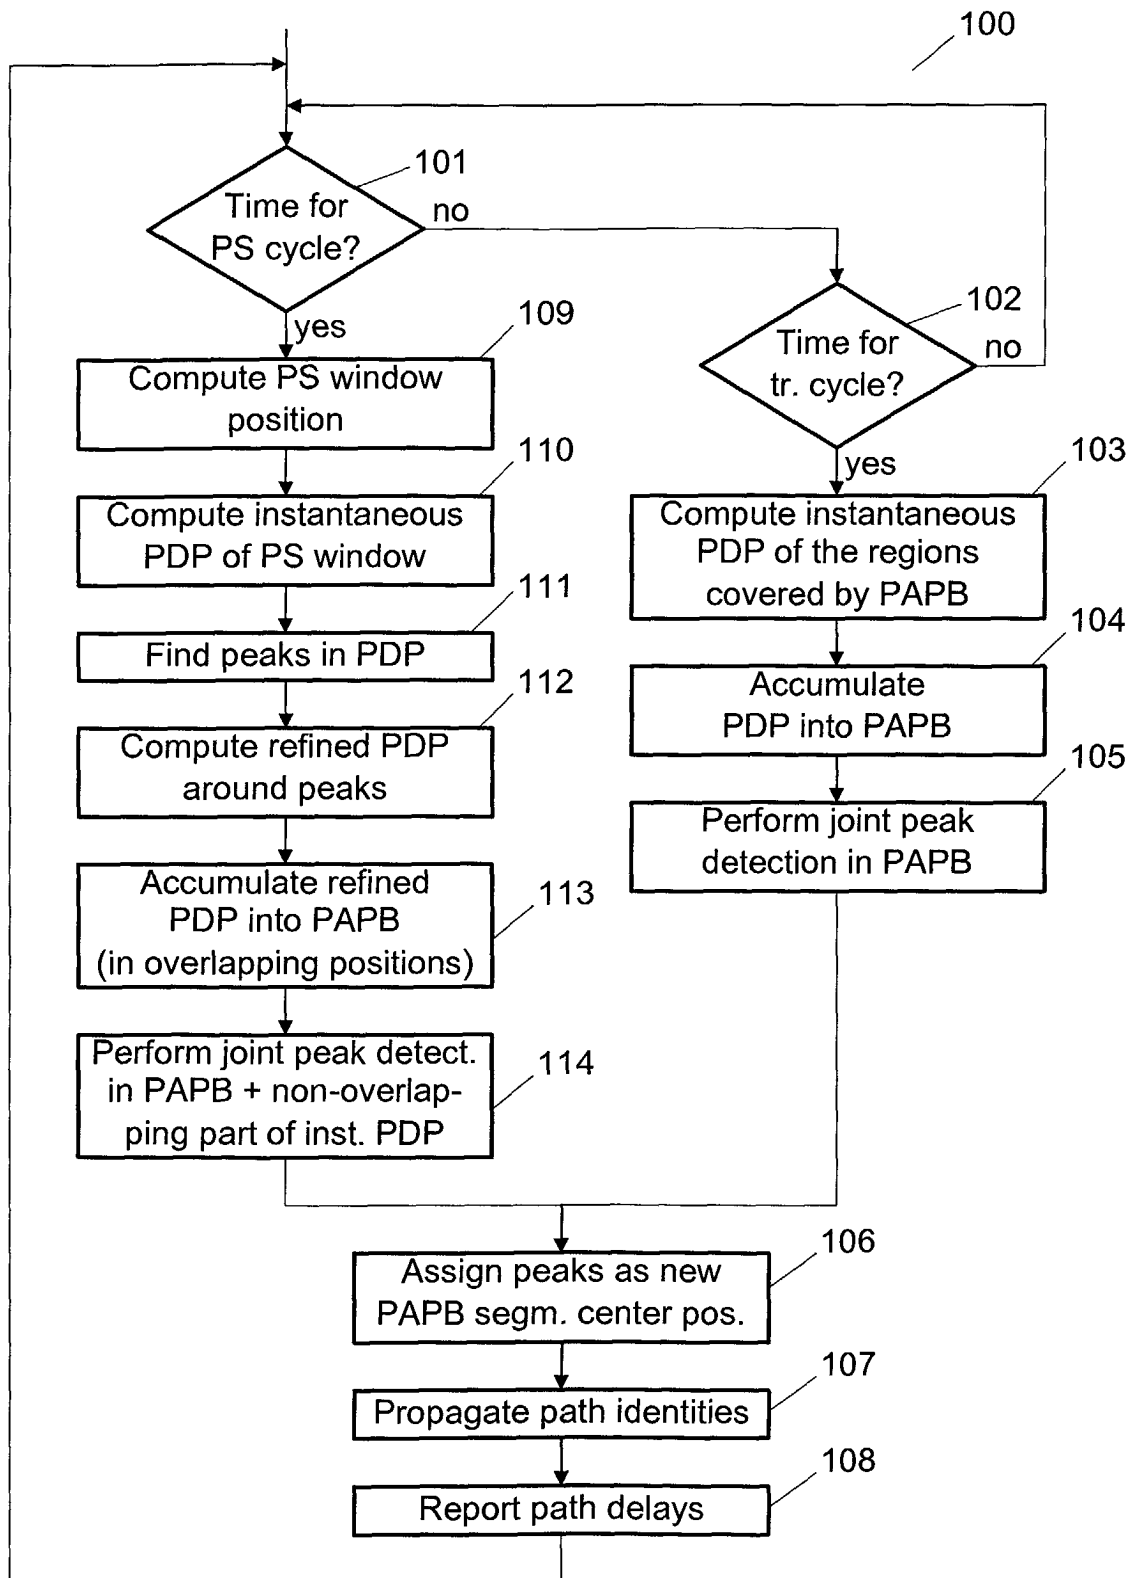 100
101
Time for
PS cycle?
no
yes
102
Time for
tr. cycle?
no
yes
109
Compute PS window
position
110
Compute instantaneous
PDP of PS window
111
Find peaks in PDP
112
Compute refined PDP
around peaks
113
Accumulate refined
PDP into PAPB
(in overlapping positions)
114
Perform joint peak detect.
in PAPB + non-overlap-
ping part of inst. PDP
103
Compute instantaneous
PDP of the regions
covered by PAPB
104
Accumulate
PDP into PAPB
105
Perform joint peak
detection in PAPB
106
Assign peaks as new
PAPB segm. center pos.
107
Propagate path identities
108
Report path delays